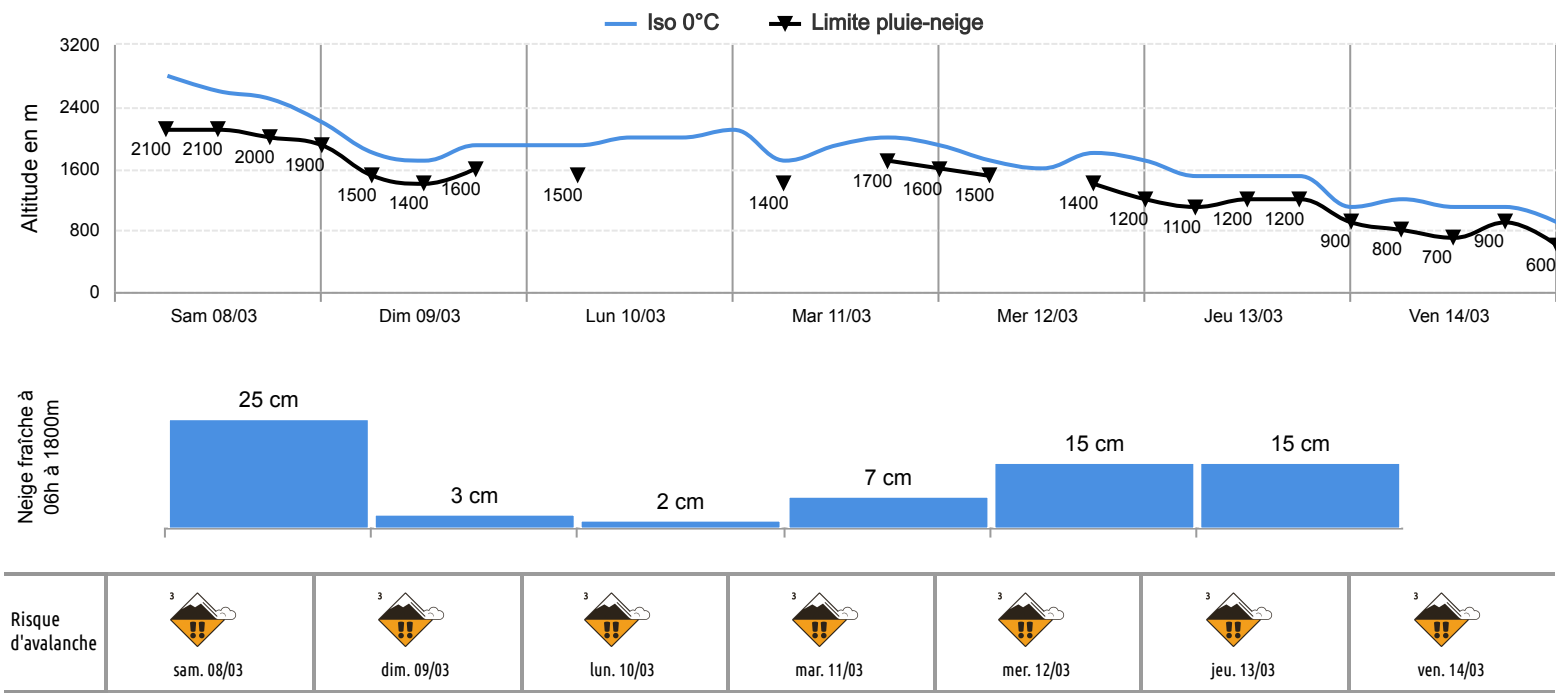 Iso 0°C
Limite pluie-neige
Altitude en m
3200
2400
1600
800
0
2100
2100
2000
1900
1500
1400
1600
1500
1400
1700
1600
1500
1400
1200
1100
1200
1200
900
800
700
900
600
Sam 08/03
Dim 09/03
Lun 10/03
Mar 11/03
Mer 12/03
Jeu 13/03
Ven 14/03
Neige fraîche à
06h à 1800m
25 cm
3 cm
2 cm
7 cm
15 cm
15 cm
Risque
d'avalanche
3
!!
sam. 08/03
3
!!
dim. 09/03
3
!!
lun. 10/03
3
!!
mar. 11/03
3
!!
mer. 12/03
3
!!
jeu. 13/03
3
!!
ven. 14/03